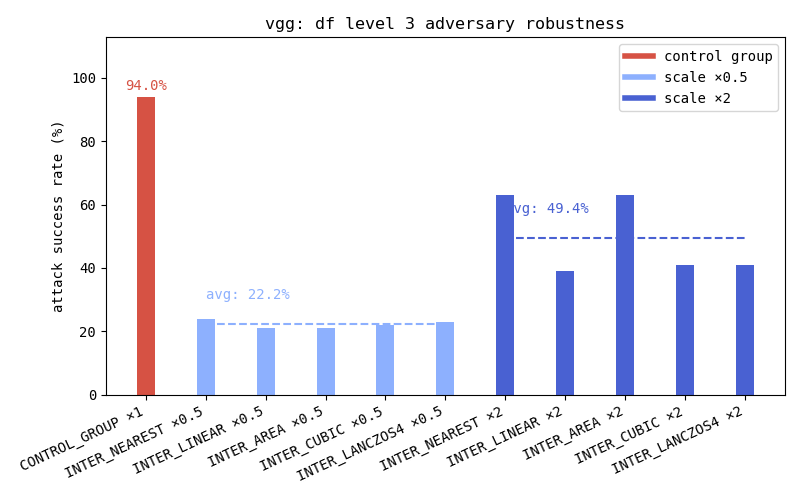 vgg: df level 3 adversary robustness
control group
scale ×0.5
scale ×2
attack success rate (%)
100
80
60
40
20
0
94.0%
avg: 22.2%
vg: 49.4%
CONTROL_GROUP ×1
INTER_NEAREST ×0.5
INTER_LINEAR ×0.5
INTER_AREA ×0.5
INTER_CUBIC ×0.5
INTER_LANCZOS4 ×0.5
INTER_NEAREST ×2
INTER_LINEAR ×2
INTER_AREA ×2
INTER_CUBIC ×2
INTER_LANCZOS4 ×2